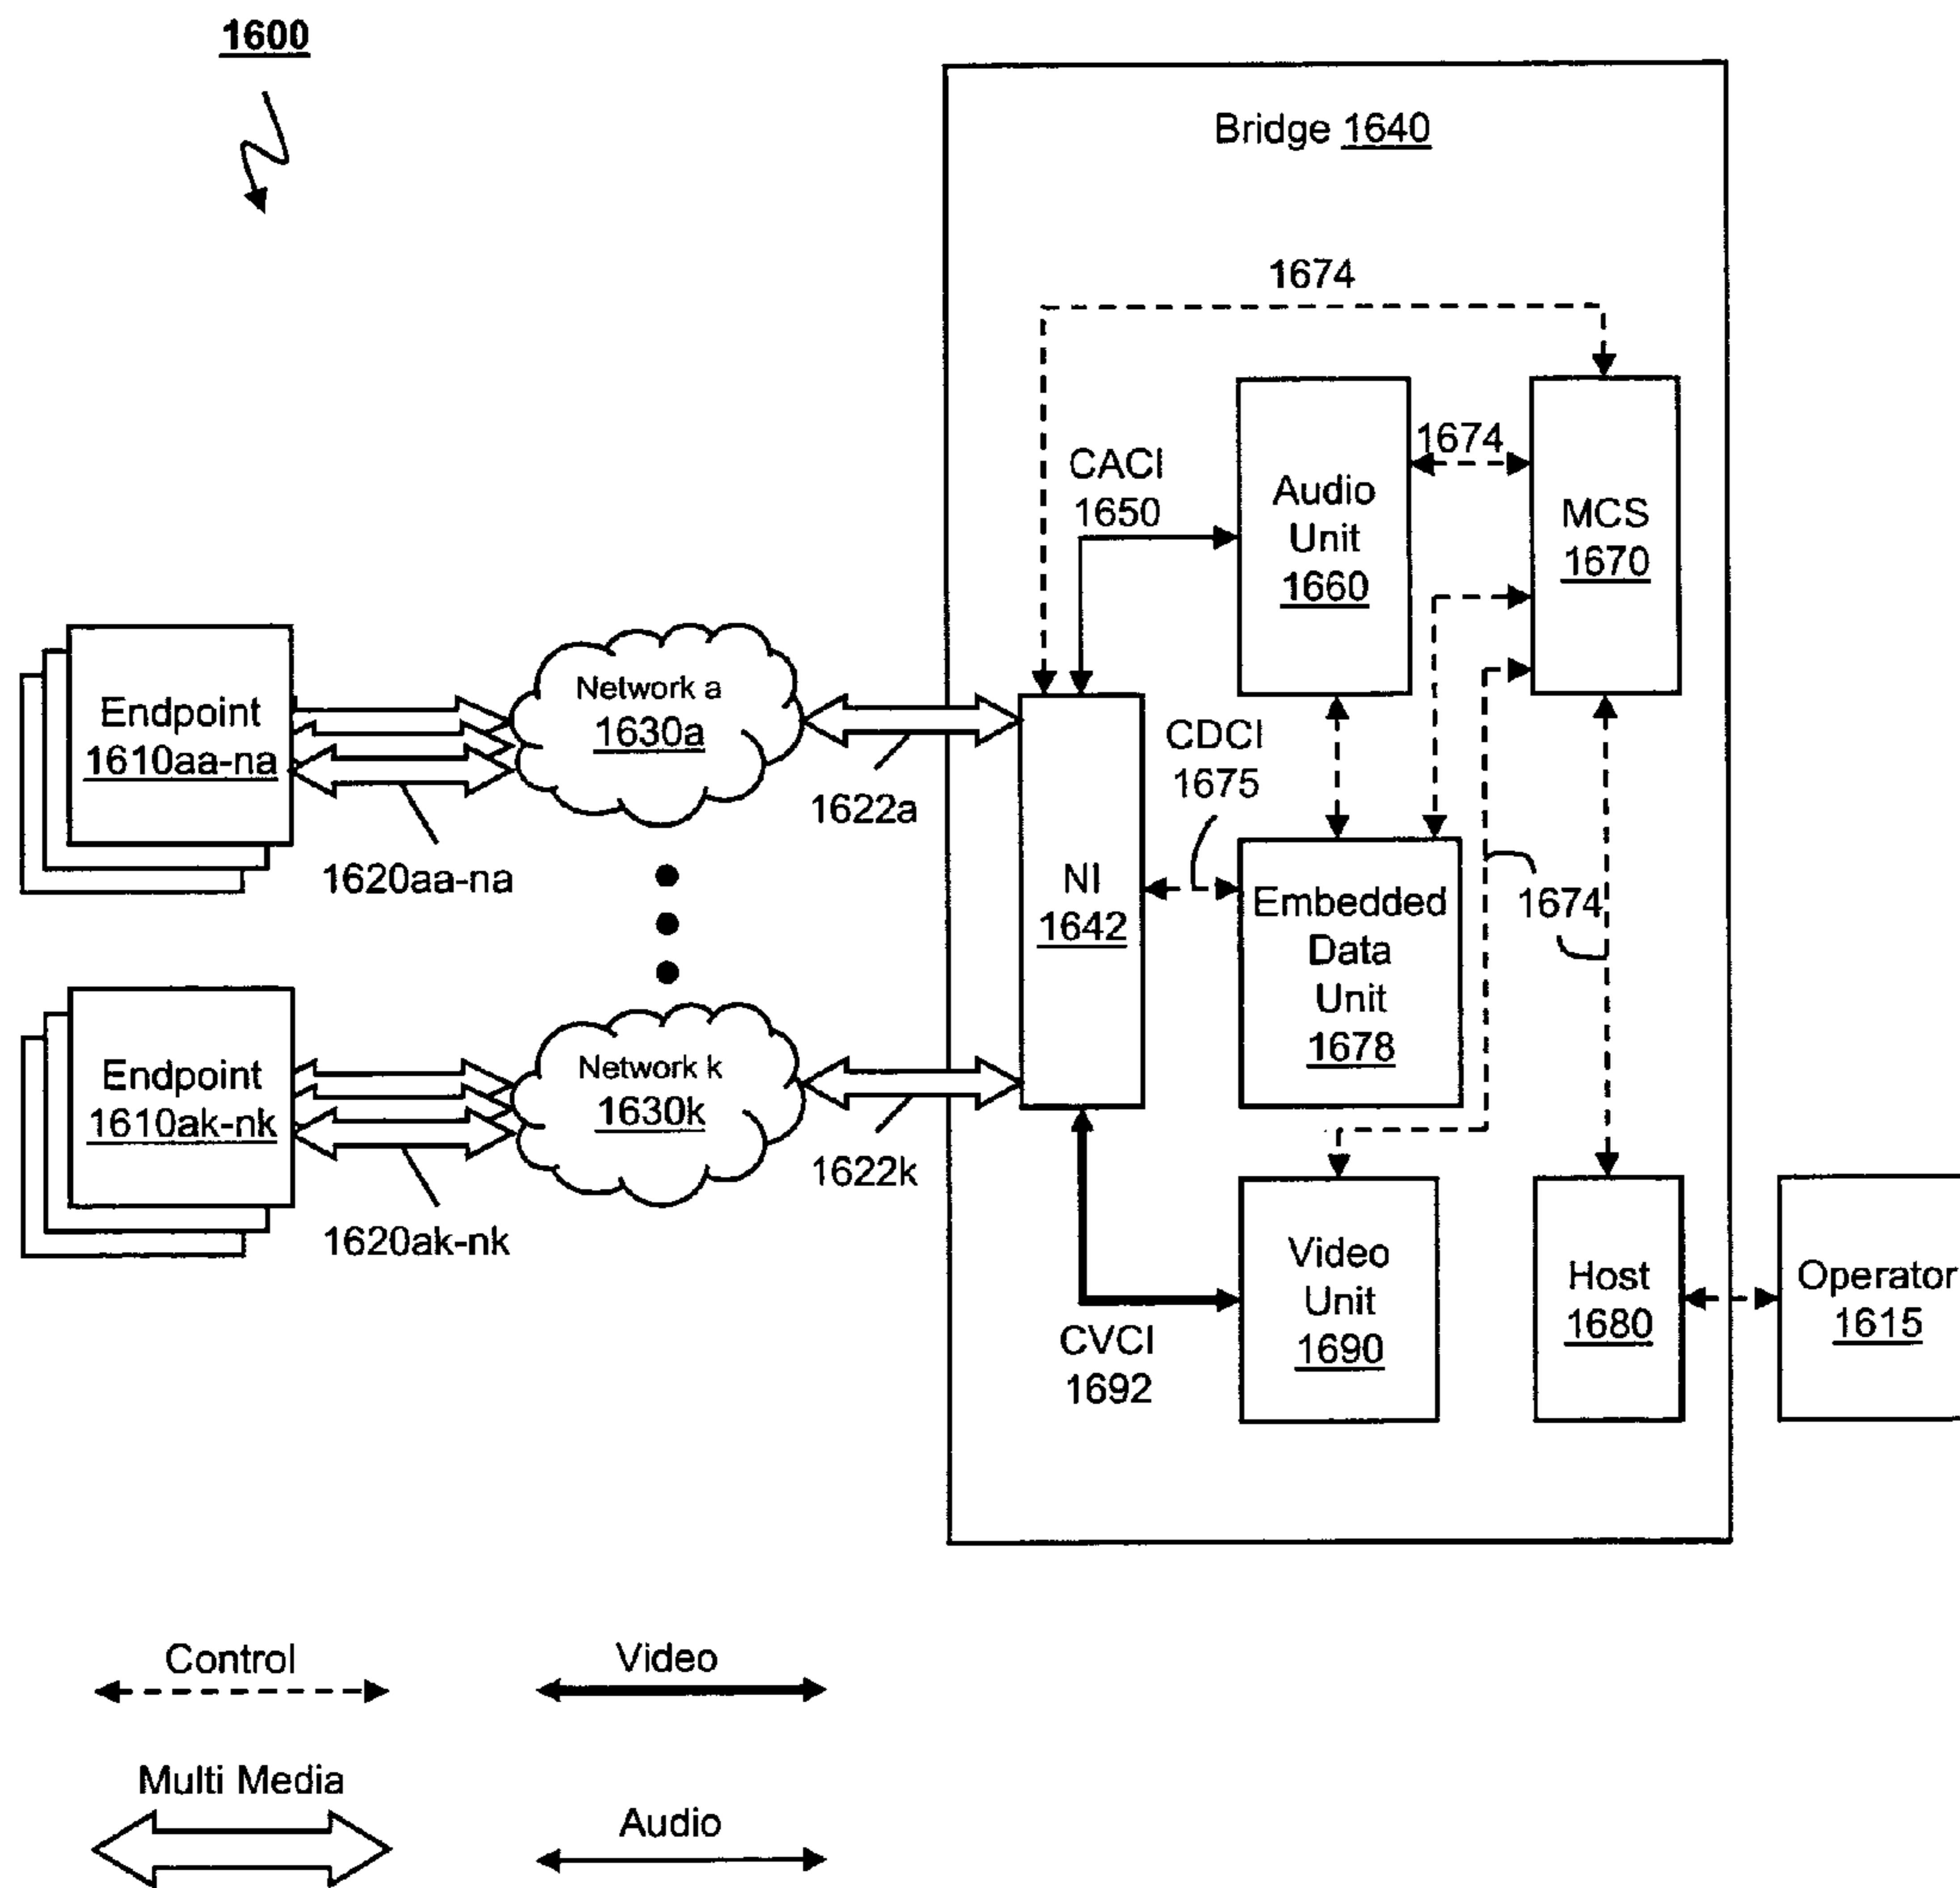 1600
Bridge 1640
1674
CACI
1650
Audio
Unit
1660
1674
MCS
1670
Endpoint
1610aa-na
1620aa-na
Network a
1630a
1622a
NI
1642
CDCI
1675
Embedded
Data
Unit
1678
1674
Endpoint
1610ak-nk
1620ak-nk
Network k
1630k
1622k
CVCI
1692
Video
Unit
1690
Host
1680
Operator
1615
Control
Video
Multi Media
Audio